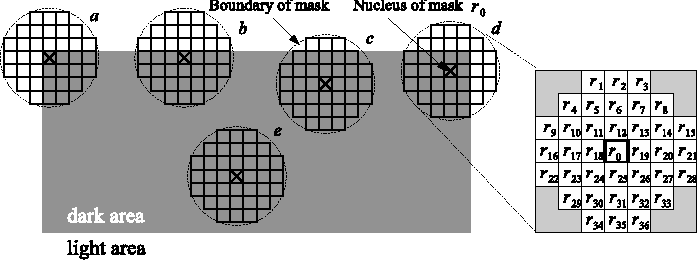 a
Boundary of mask
Nucleus of mask r0
b
c
d
e
dark area
light area
r1 r2 r3
r4 r5 r6 r7 r8
r9 r10 r11 r12 r13 r14 r15
r16 r17 r18 r0 r19 r20 r21
r22 r23 r24 r25 r26 r27 r28
r29 r30 r31 r32 r33
r34 r35 r36